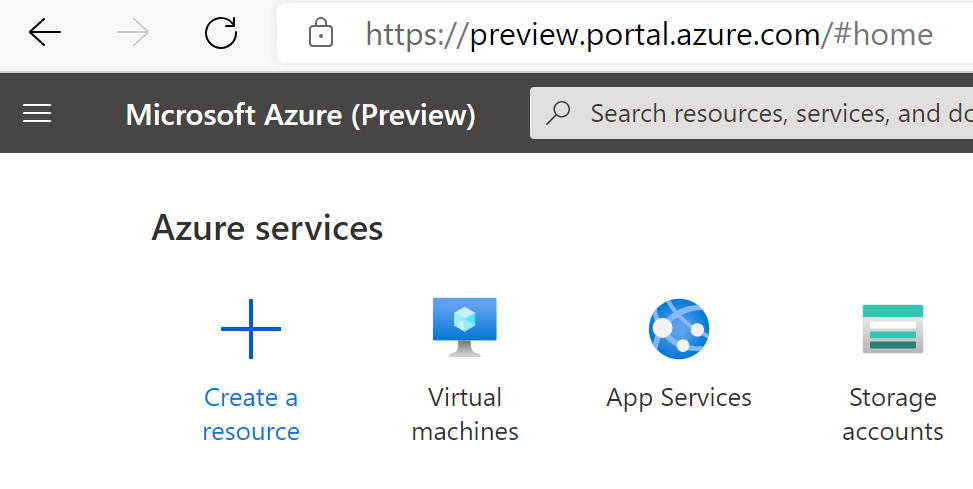 https://preview.portal.azure.com/#home
Microsoft Azure (Preview)
Search resources, services, and do
Azure services
Create a
resource
Virtual
machines
App Services
Storage
accounts